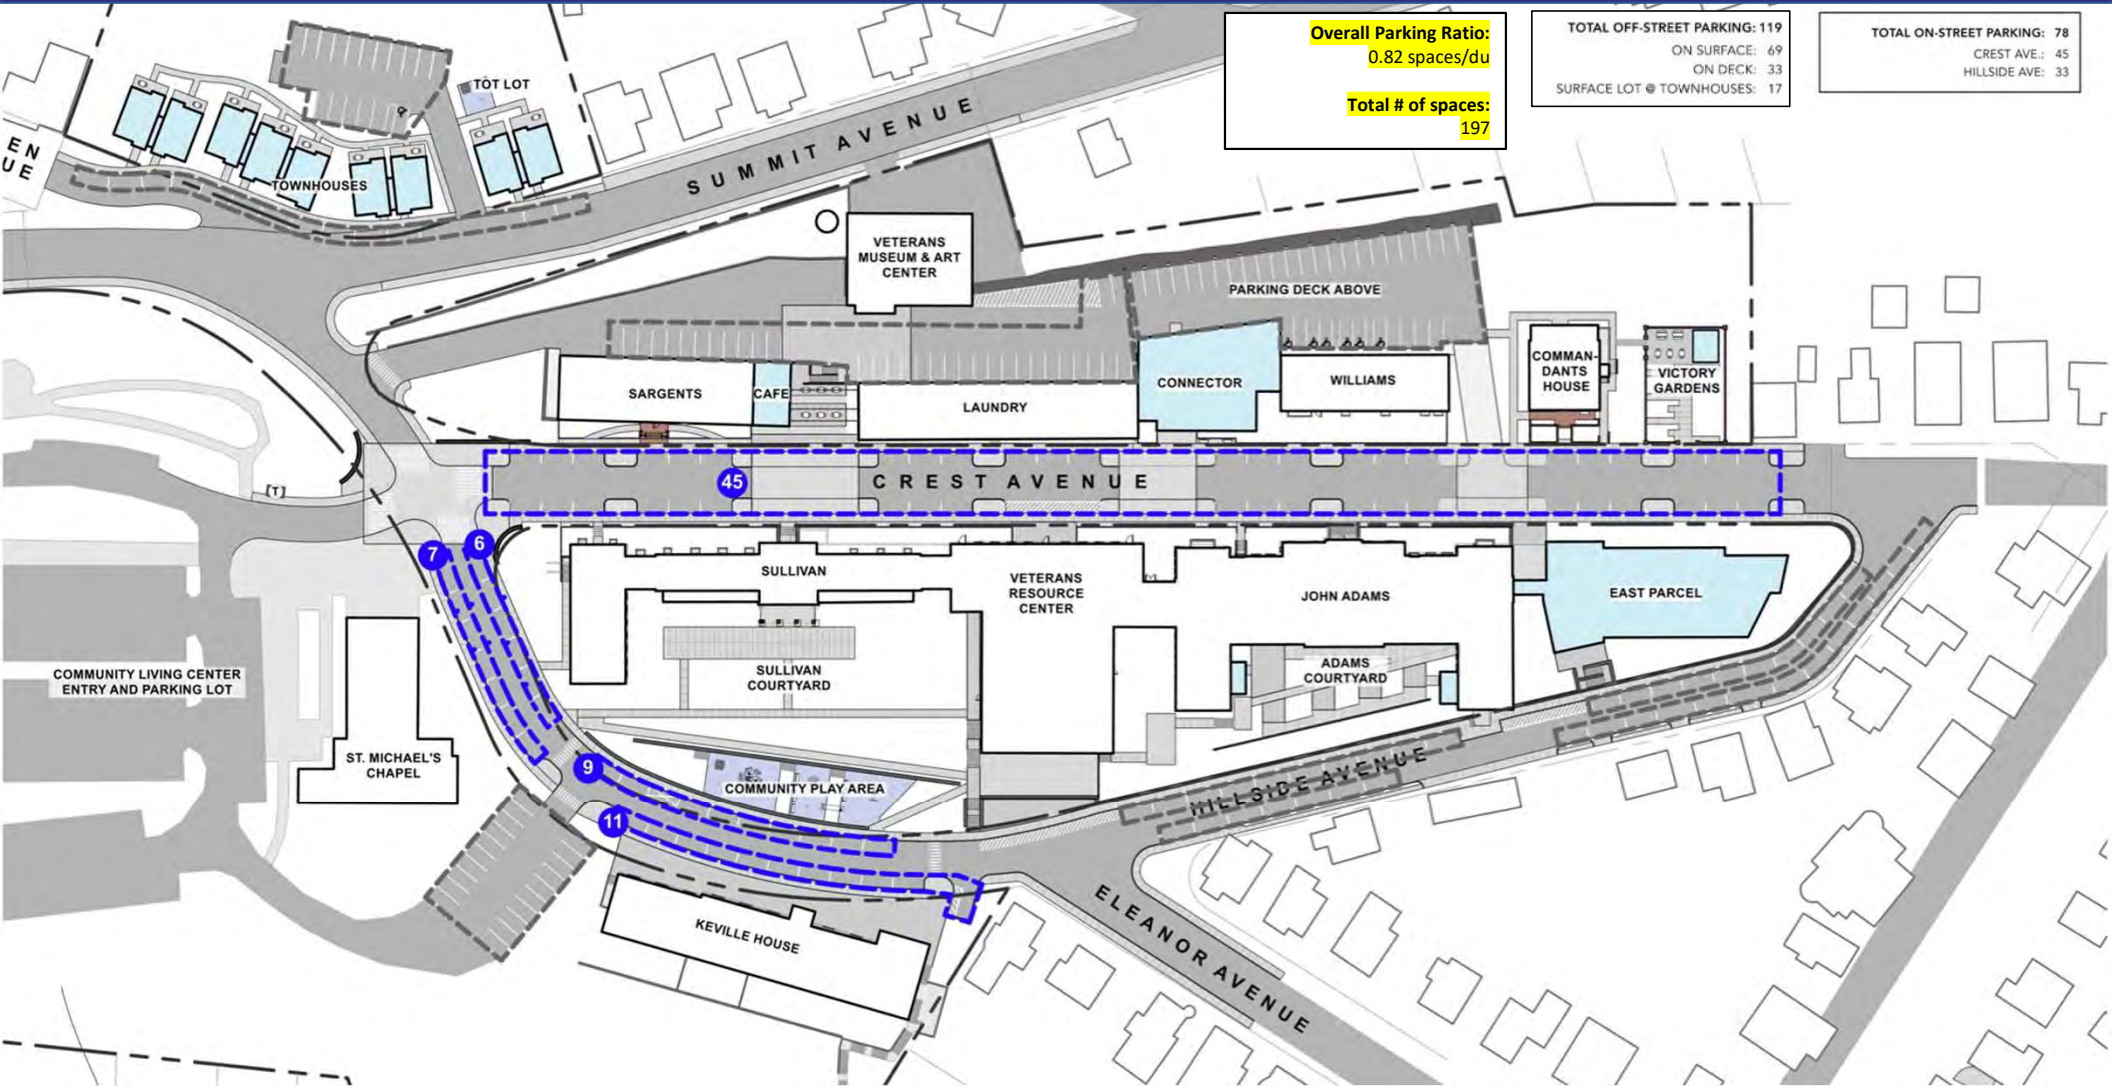 Overall Parking Ratio:
0.82 spaces/du
Total # of spaces:
197
TOTAL OFF-STREET PARKING: 119
ON SURFACE: 69
ON DECK: 33
SURFACE LOT @ TOWNHOUSES: 17
TOTAL ON-STREET PARKING: 78
CREST AVE.: 45
HILLSIDE AVE: 33
TOT LOT
EN
UE
TOWNHOUSES
SUMMIT AVENUE
VETERANS
MUSEUM & ART
CENTER
PARKING DECK ABOVE
SARGENTS
CAFE
LAUNDRY
CONNECTOR
WILLIAMS
COMMAN-
DANTS
HOUSE
VICTORY
GARDENS
[T]
45
CREST AVENUE
7
6
SULLIVAN
VETERANS
RESOURCE
CENTER
JOHN ADAMS
EAST PARCEL
COMMUNITY LIVING CENTER
ENTRY AND PARKING LOT
SULLIVAN
COURTYARD
ADAMS
COURTYARD
ST. MICHAEL'S
CHAPEL
9
COMMUNITY PLAY AREA
HILLSIDE AVENUE
11
KEVILLE HOUSE
ELEANOR AVENUE